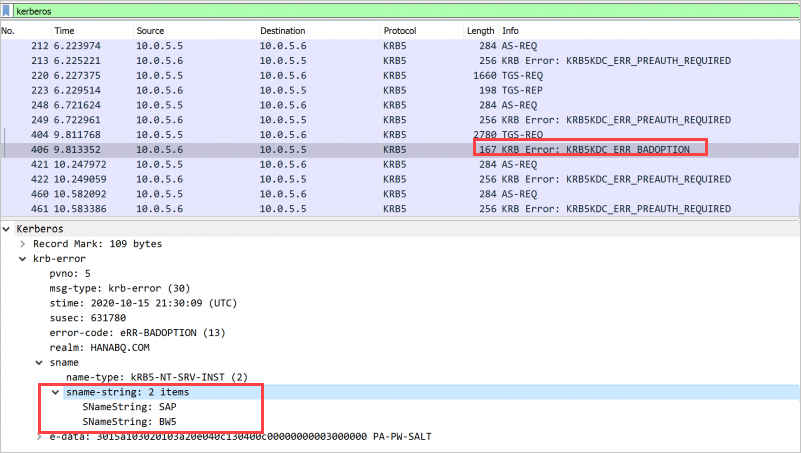 kerberos
No. Time Source Destination Protocol Length Info
212 6.223974 10.0.5.5 10.0.5.6 KRB5 284 AS-REQ
213 6.225221 10.0.5.6 10.0.5.5 KRB5 256 KRB Error: KRB5KDC_ERR_PREAUTH_REQUIRED
220 6.227375 10.0.5.5 10.0.5.6 KRB5 1660 TGS-REQ
223 6.229514 10.0.5.6 10.0.5.5 KRB5 198 TGS-REP
248 6.721624 10.0.5.5 10.0.5.6 KRB5 284 AS-REQ
249 6.722961 10.0.5.6 10.0.5.5 KRB5 256 KRB Error: KRB5KDC_ERR_PREAUTH_REQUIRED
404 9.811768 10.0.5.5 10.0.5.6 KRB5 2780 TGS-REQ
406 9.813352 10.0.5.6 10.0.5.5 KRB5 167 KRB Error: KRB5KDC_ERR_BADOPTION
421 10.247972 10.0.5.5 10.0.5.6 KRB5 284 AS-REQ
422 10.249059 10.0.5.6 10.0.5.5 KRB5 256 KRB Error: KRB5KDC_ERR_PREAUTH_REQUIRED
460 10.582092 10.0.5.5 10.0.5.6 KRB5 284 AS-REQ
461 10.583386 10.0.5.6 10.0.5.5 KRB5 256 KRB Error: KRB5KDC_ERR_PREAUTH_REQUIRED
Kerberos
Record Mark: 109 bytes
krb-error
pvno: 5
msg-type: krb-error (30)
stime: 2020-10-15 21:30:09 (UTC)
susec: 631780
error-code: eRR-BADOPTION (13)
realm: HANABQ.COM
sname
name-type: kRB5-NT-SRV-INST (2)
sname-string: 2 items
SNameString: SAP
SNameString: BW5
e-data: 3015a103020103a20e040c130400c00000000003000000 PA-PW-SALT